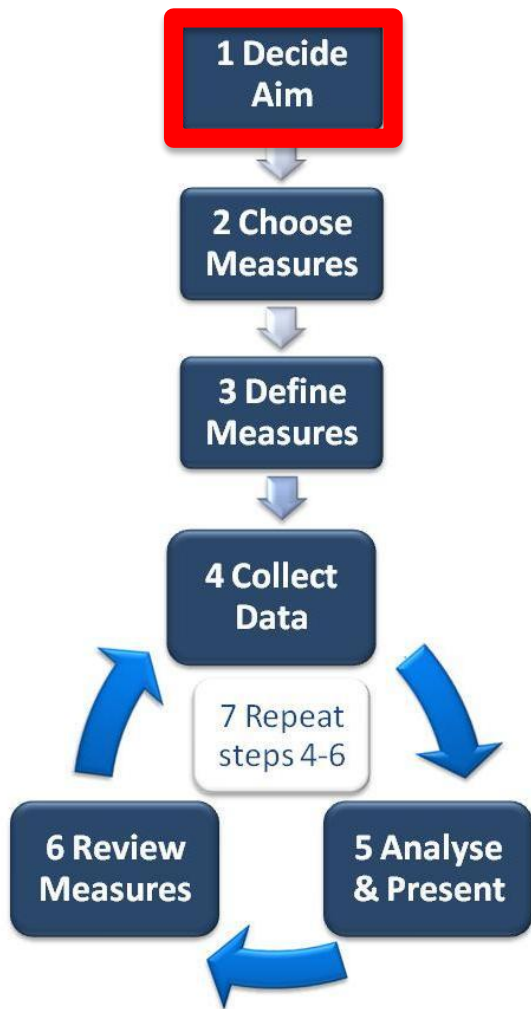 1 Decide
Aim
2 Choose
Measures
3 Define
Measures
4 Collect
Data
7 Repeat
steps 4-6
6 Review
Measures
5 Analyse
& Present